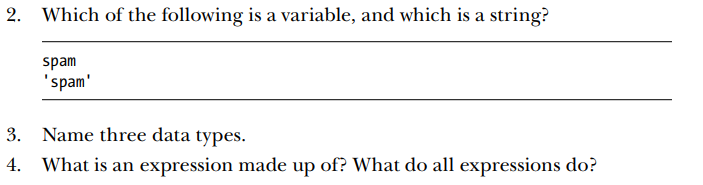 2. Which of the following is a variable, and which is a string?
spam
'spam'
3. Name three data types.
4. What is an expression made up of? What do all expressions do?